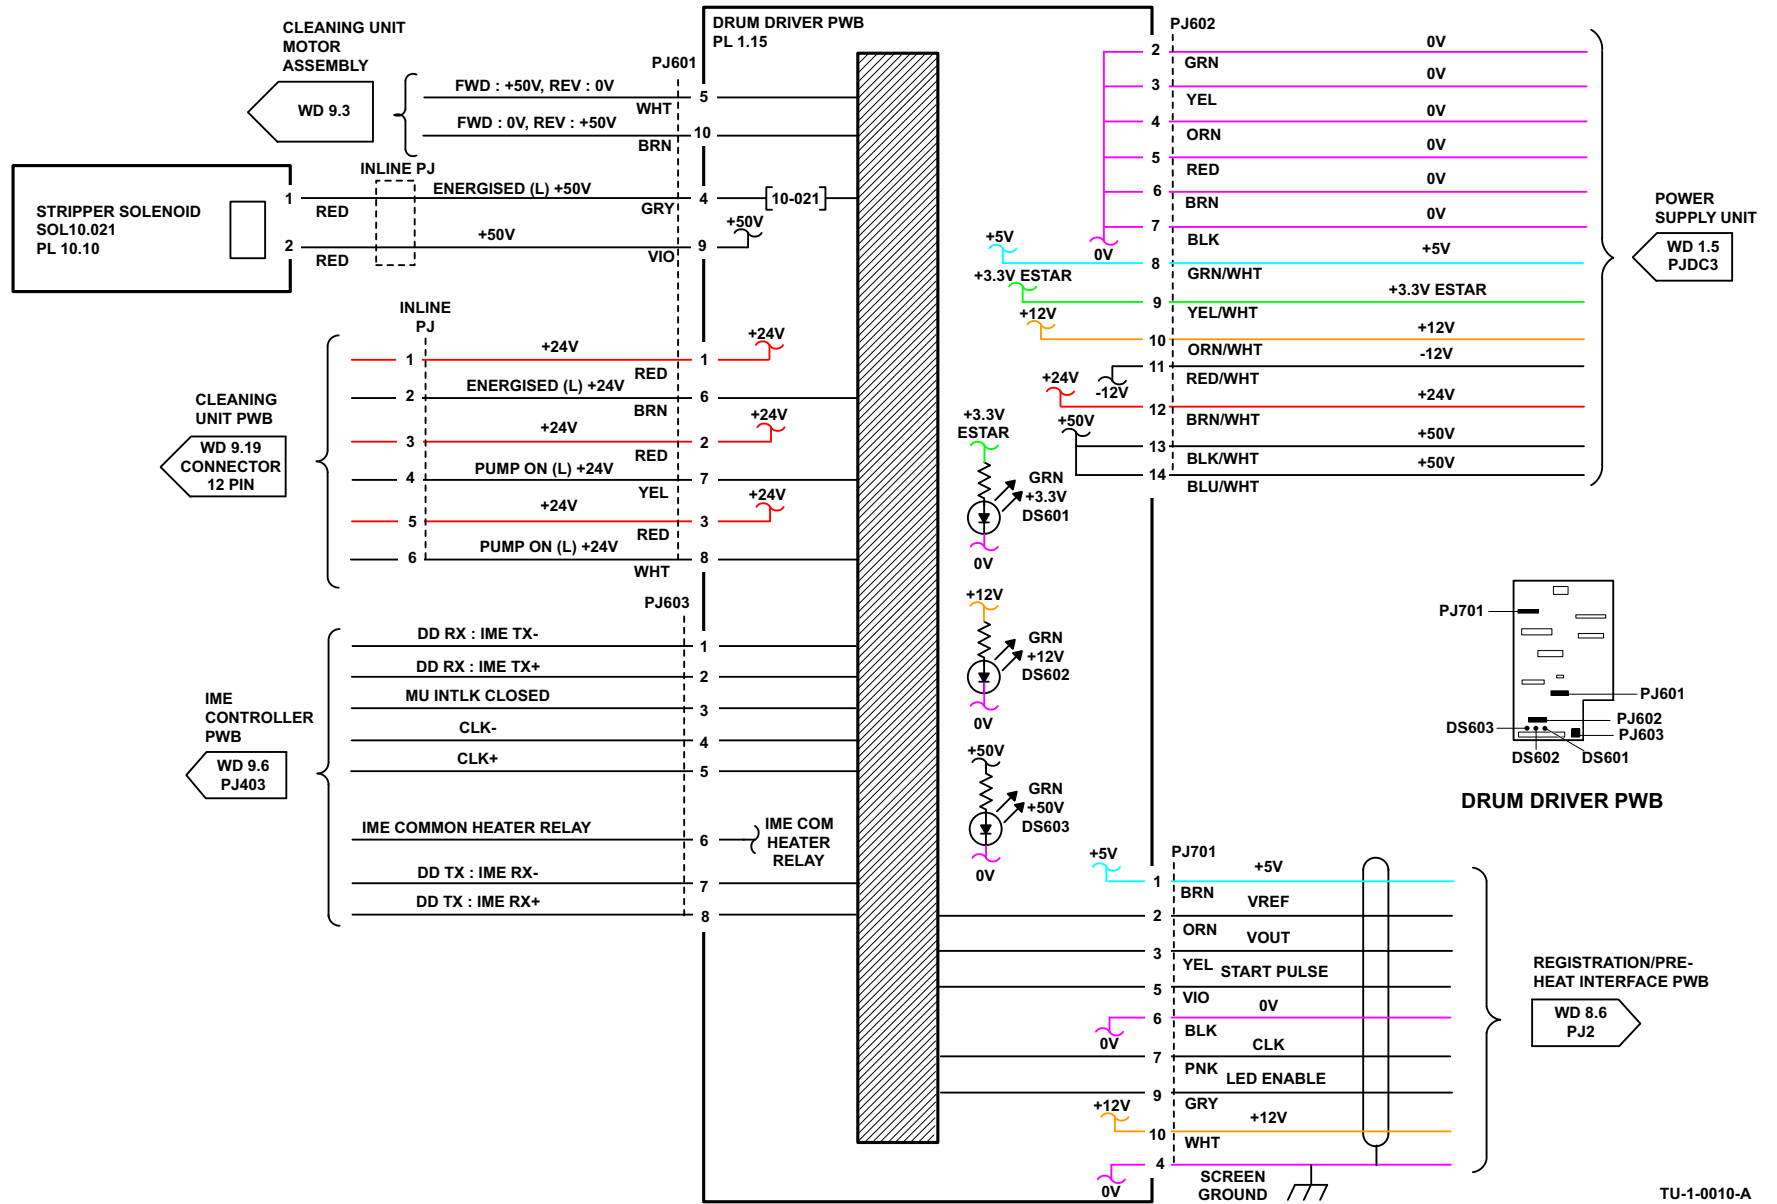 CLEANING UNIT
MOTOR
ASSEMBLY
WD 9.3
PJ601
DRUM DRIVER PWB
PL 1.15
FWD : +50V, REV : 0V
WHT
5
FWD : 0V, REV : +50V
BRN
10
STRIPPER SOLENOID
SOL10.021
PL 10.10
INLINE PJ
1
RED
ENERGISED (L) +50V
GRY
4
10-021
2
RED
+50V
VIO
9
+50V
CLEANING
UNIT PWB
WD 9.19
CONNECTOR
12 PIN
INLINE
PJ
1
+24V
RED
1
+24V
2
ENERGISED (L) +24V
BRN
6
3
+24V
RED
2
+24V
4
PUMP ON (L) +24V
YEL
7
5
+24V
RED
3
+24V
6
PUMP ON (L) +24V
WHT
8
PJ603
IME
CONTROLLER
PWB
WD 9.6
PJ403
DD RX : IME TX-
1
DD RX : IME TX+
2
MU INTLK CLOSED
3
CLK-
4
CLK+
5
IME COMMON HEATER RELAY
6
IME COM
HEATER
RELAY
DD TX : IME RX-
7
DD TX : IME RX+
8
PJ602
2
GRN
0V
3
YEL
0V
4
ORN
0V
5
RED
0V
6
BRN
0V
7
BLK
0V
0V
+5V
8
GRN/WHT
+5V
+3.3V ESTAR
9
YEL/WHT
+3.3V ESTAR
+12V
10
ORN/WHT
+12V
-12V
11
RED/WHT
-12V
+24V
12
BRN/WHT
+24V
+50V
13
BLK/WHT
+50V
14
BLU/WHT
+50V
POWER
SUPPLY UNIT
WD 1.5
PJDC3
+3.3V
ESTAR
GRN
+3.3V
DS601
0V
+12V
GRN
+12V
DS602
0V
+50V
GRN
+50V
DS603
0V
PJ701
PJ601
PJ602
PJ603
DS603
DS602
DS601
DRUM DRIVER PWB
PJ701
+5V
1
BRN
+5V
2
ORN
VREF
3
YEL
VOUT
5
VIO
START PULSE
0V
6
BLK
0V
7
PNK
CLK
9
GRY
LED ENABLE
+12V
10
WHT
+12V
0V
4
SCREEN
GROUND
REGISTRATION/PRE-
HEAT INTERFACE PWB
WD 8.6
PJ2
TU-1-0010-A